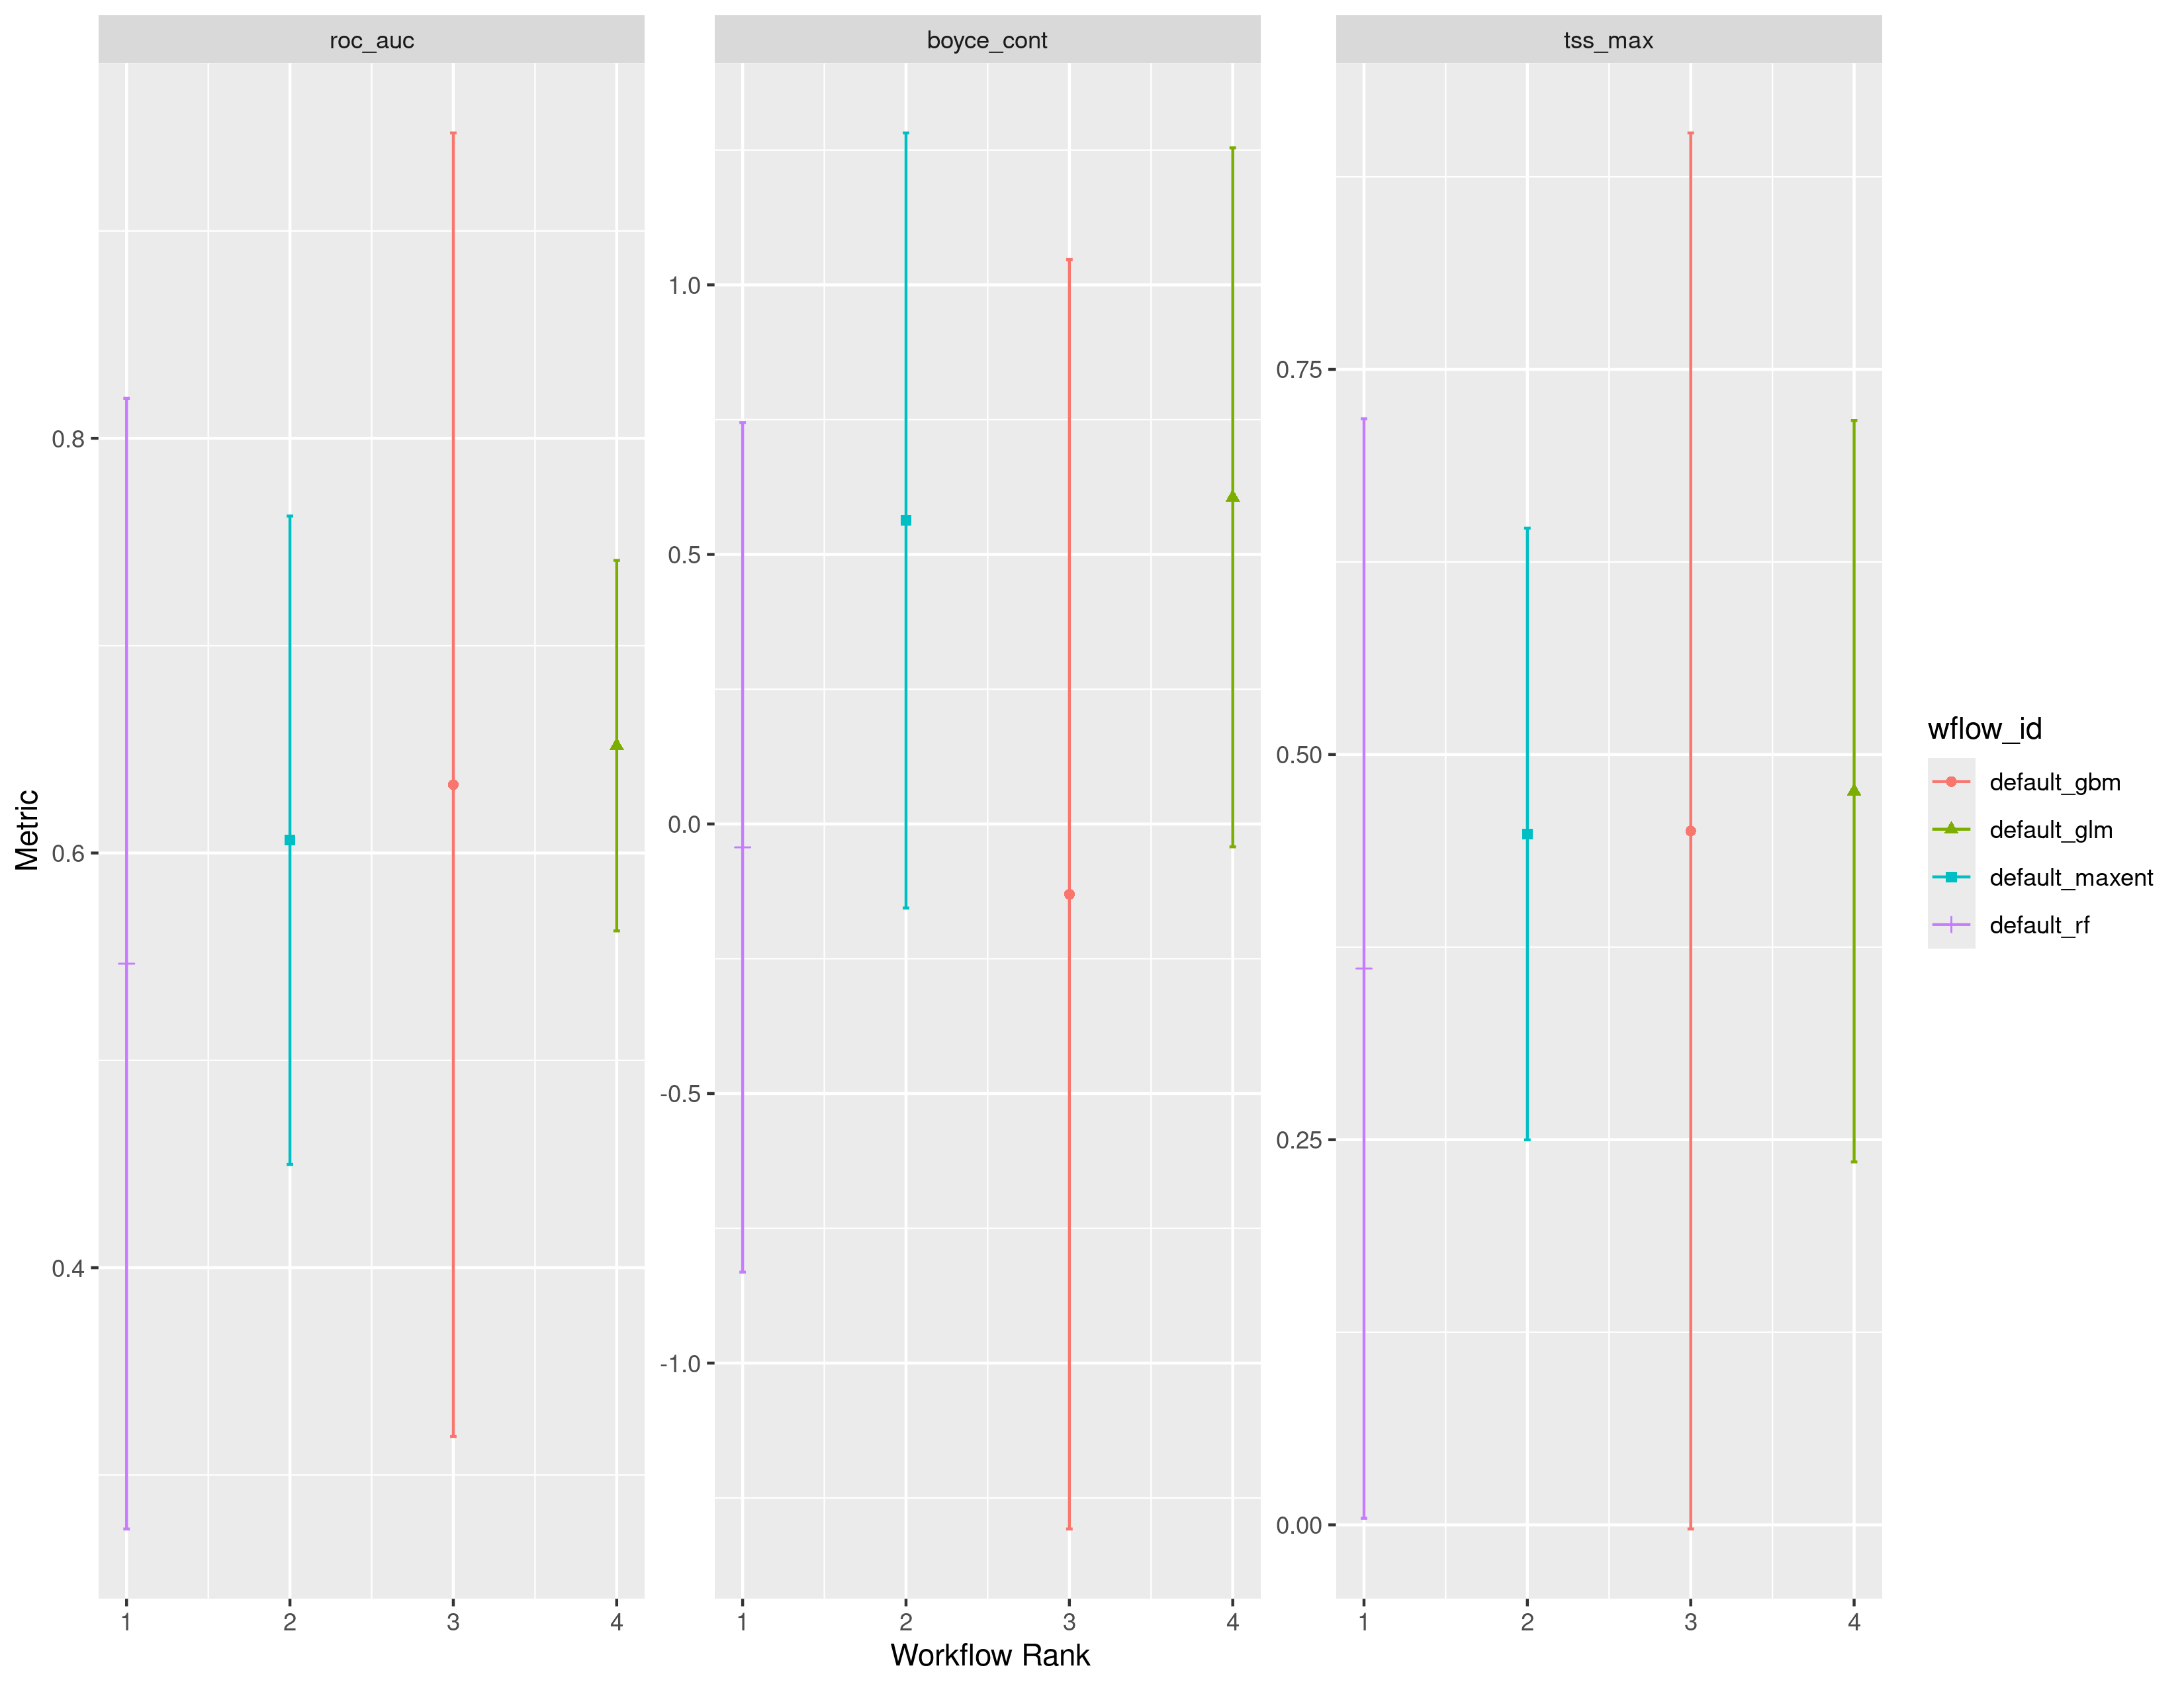 roc_auc
boyce_cont
tss_max
Metric
0.8
0.6
0.4
1.0
0.5
0.0
-0.5
-1.0
0.75
0.50
0.25
0.00
1 2 3 4
1 2 3 4
1 2 3 4
Workflow Rank
wflow_id
default_gbm
default_glm
default_maxent
default_rf